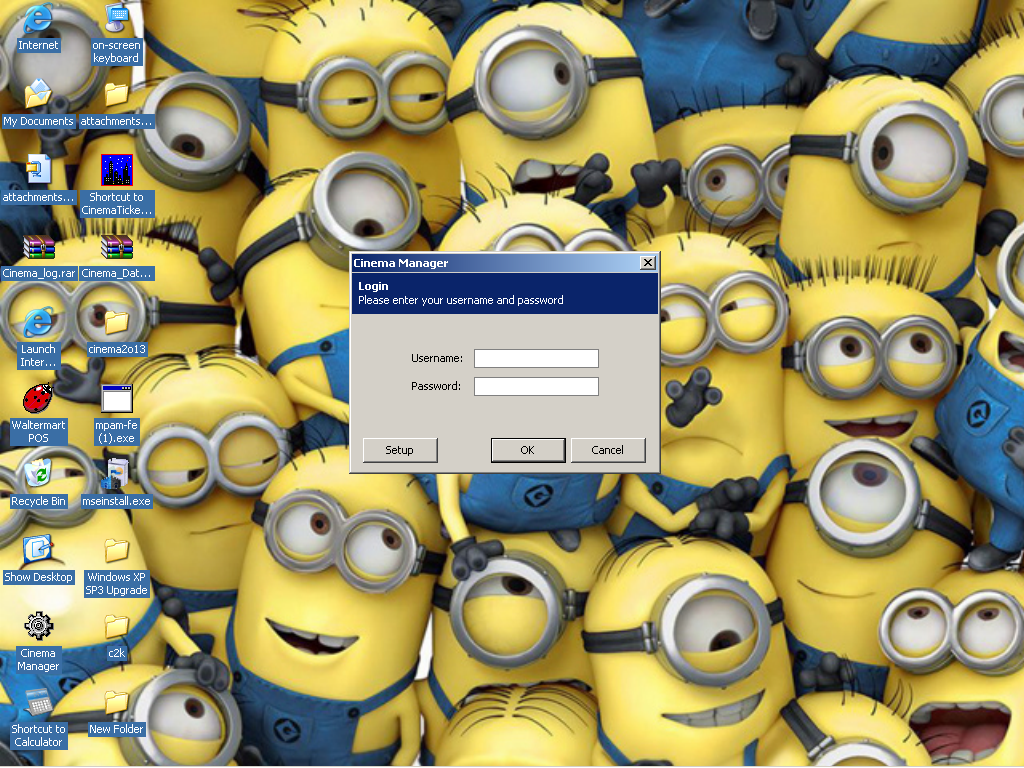 Internet
on-screen
keyboard
My Documents
attachments...
attachments...
Shortcut to
CinemaTicke...
Cinema_log.rar
Cinema_Dat...
Launch
Inter...
cinema2o13
Waltermart
POS
mpam-fe
(1).exe
Recycle Bin
mseinstall.exe
Show Desktop
Windows XP
SP3 Upgrade
Cinema
Manager
c2k
Shortcut to
Calculator
New Folder
Cinema Manager
Login
Please enter your username and password
Username:
Password:
Setup
OK
Cancel